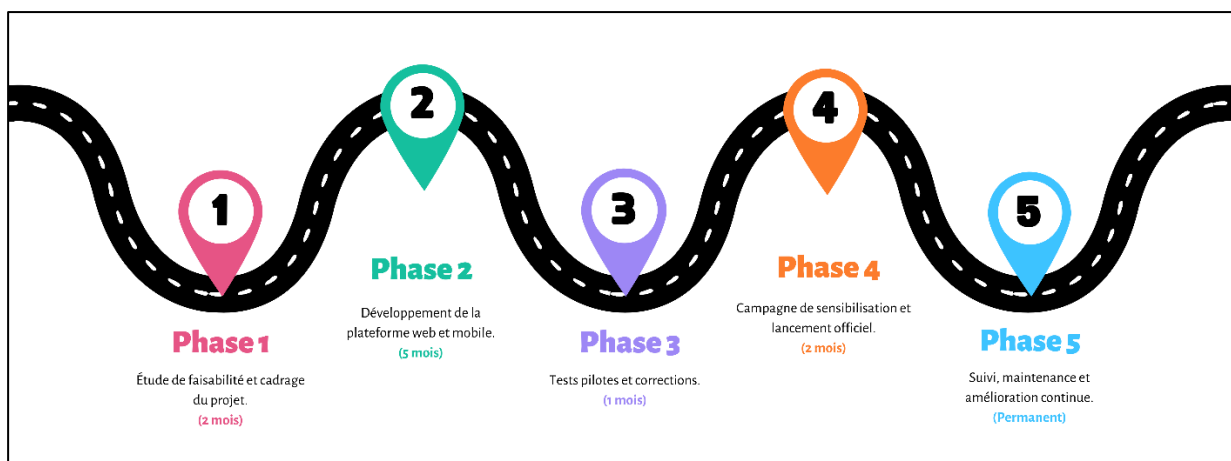 1
Phase 1
Étude de faisabilité et cadrage
du projet.
(2 mois)
2
Phase 2
Développement de la
plateforme web et mobile.
(5 mois)
3
Phase 3
Tests pilotes et corrections.
(1 mois)
4
Phase 4
Campagne de sensibilisation et
lancement officiel.
(2 mois)
5
Phase 5
Suivi, maintenance et
amélioration continue.
(Permanent)